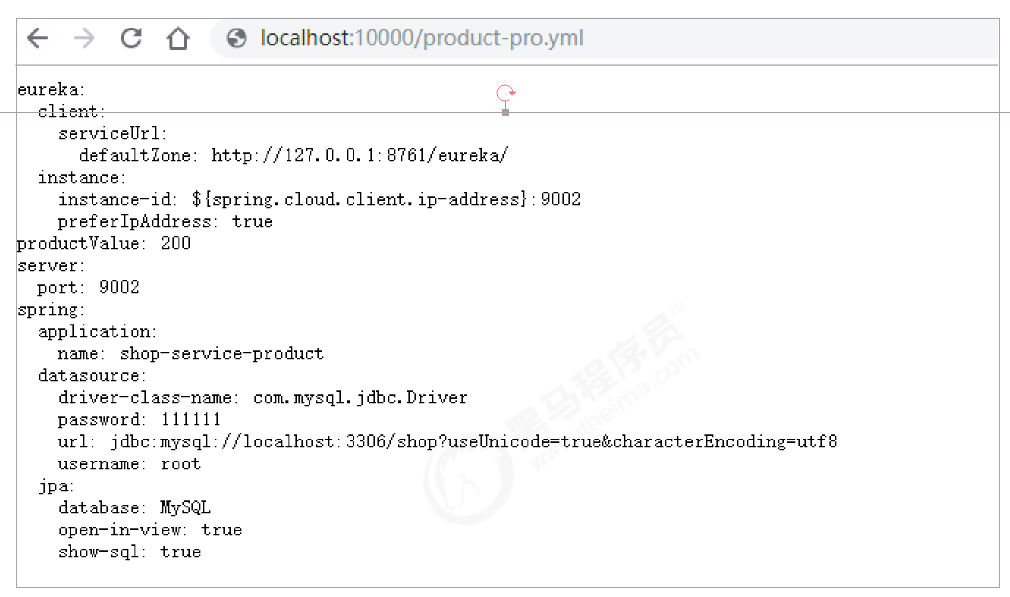 localhost:10000/product-pro.yml
eureka:
  client:
    serviceUrl:
      defaultZone: http://127.0.0.1:8761/eureka/
  instance:
    instance-id: ${spring.cloud.client.ip-address}:9002
    preferIpAddress: true
productValue: 200
server:
  port: 9002
spring:
  application:
    name: shop-service-product
  datasource:
    driver-class-name: com.mysql.jdbc.Driver
    password: 111111
    url: jdbc:mysql://localhost:3306/shop?useUnicode=true&characterEncoding=utf8
    username: root
  jpa:
    database: MySQL
    open-in-view: true
    show-sql: true
黑马程序员™
www.itheima.com